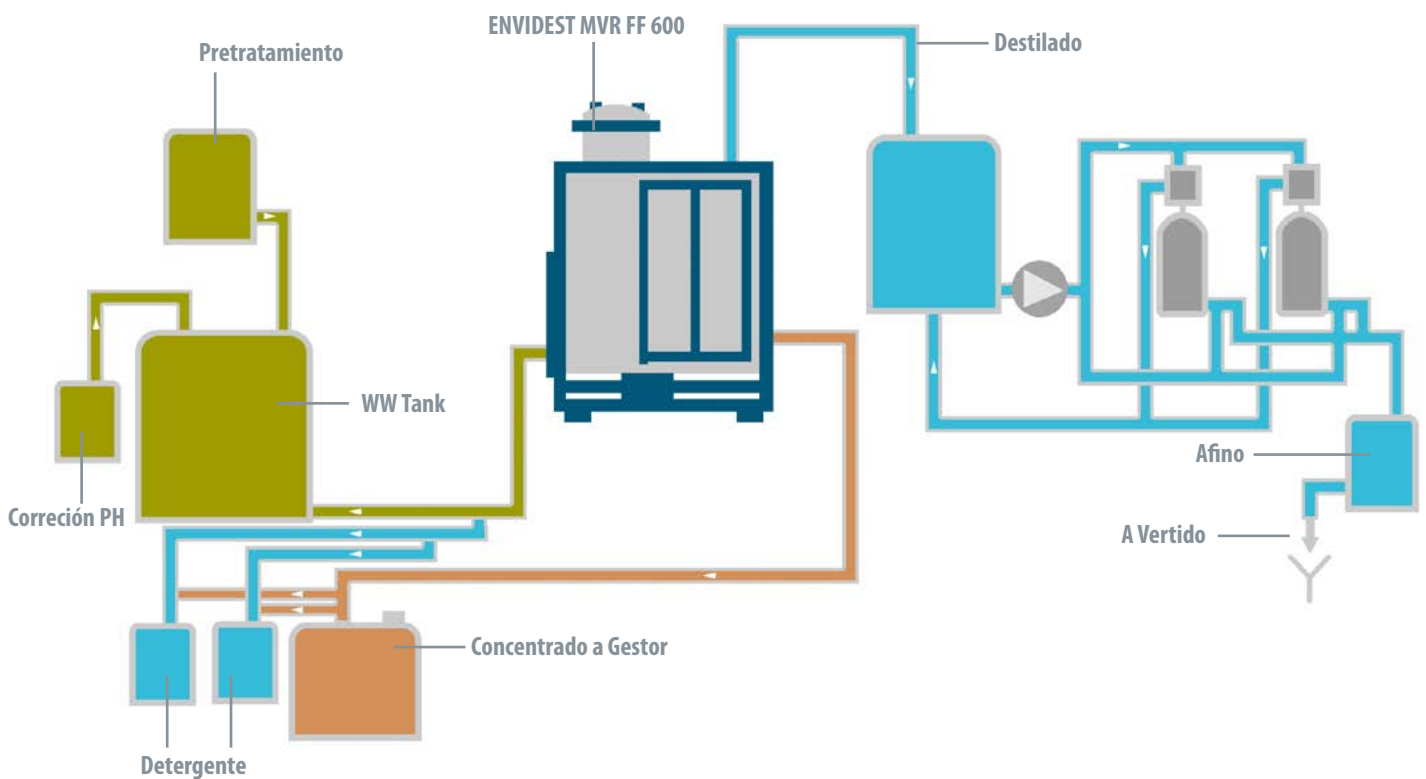 ENVIDEST MVR FF 600
Pretratamiento
Destilado
WW Tank
Correción PH
Afino
A Vertido
Concentrado a Gestor
Detergente